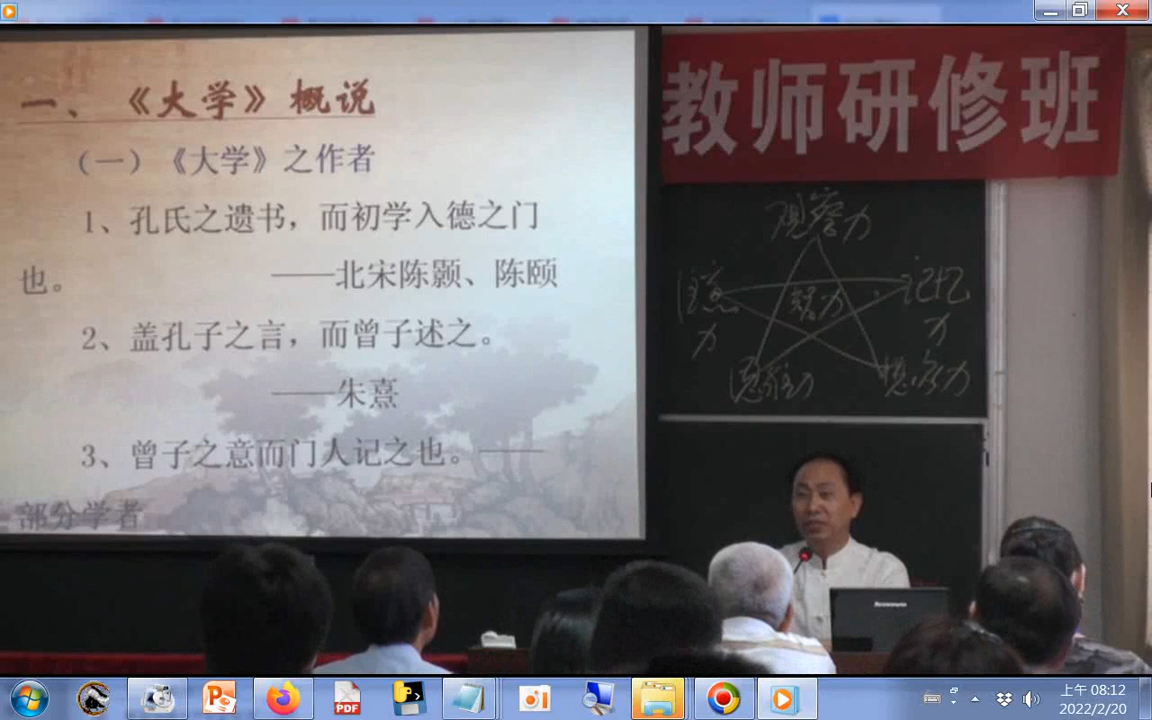 一、《大学》概说
（一）《大学》之作者
1、孔氏之遗书，而初学入德之门
也。 ——北宋陈颢、陈颐
2、盖孔子之言，而曾子述之。
——朱熹
3、曾子之意而门人记之也。——
部分学者
教师研修班
观察力
注意
力
记忆
力
思维力
想象力
lenovo
PDF
上午 08:12
2022/2/20